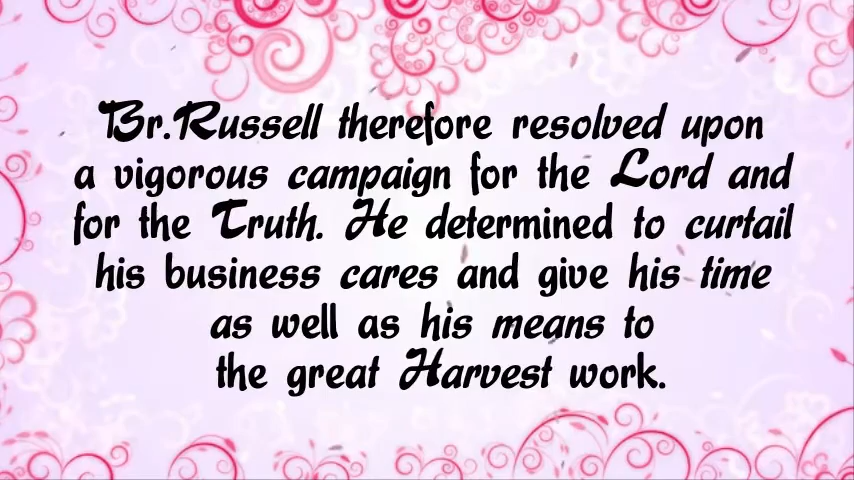 Br.Russell therefore resolved upon
a vigorous campaign for the Lord and
for the Truth. He determined to curtail
his business cares and give his time
as well as his means to
the great Harvest work.